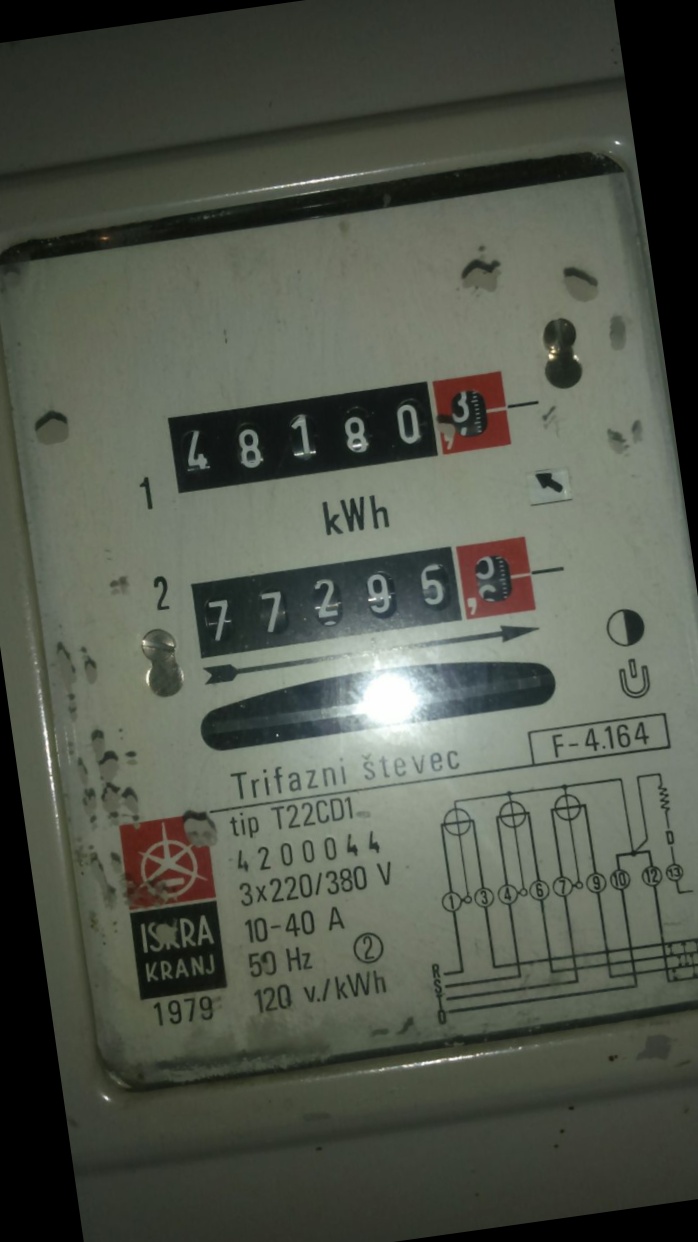 1 48180,3
kWh
2 77295,
Trifazni števec
F-4.164
tip T22CD1
4200044
3x220/380 V
10-40 A
50 Hz 2
120 v./kWh
ISKRA
KRANJ
1979
1 3 4 6 7 9 10 12 13
R
S
T
0